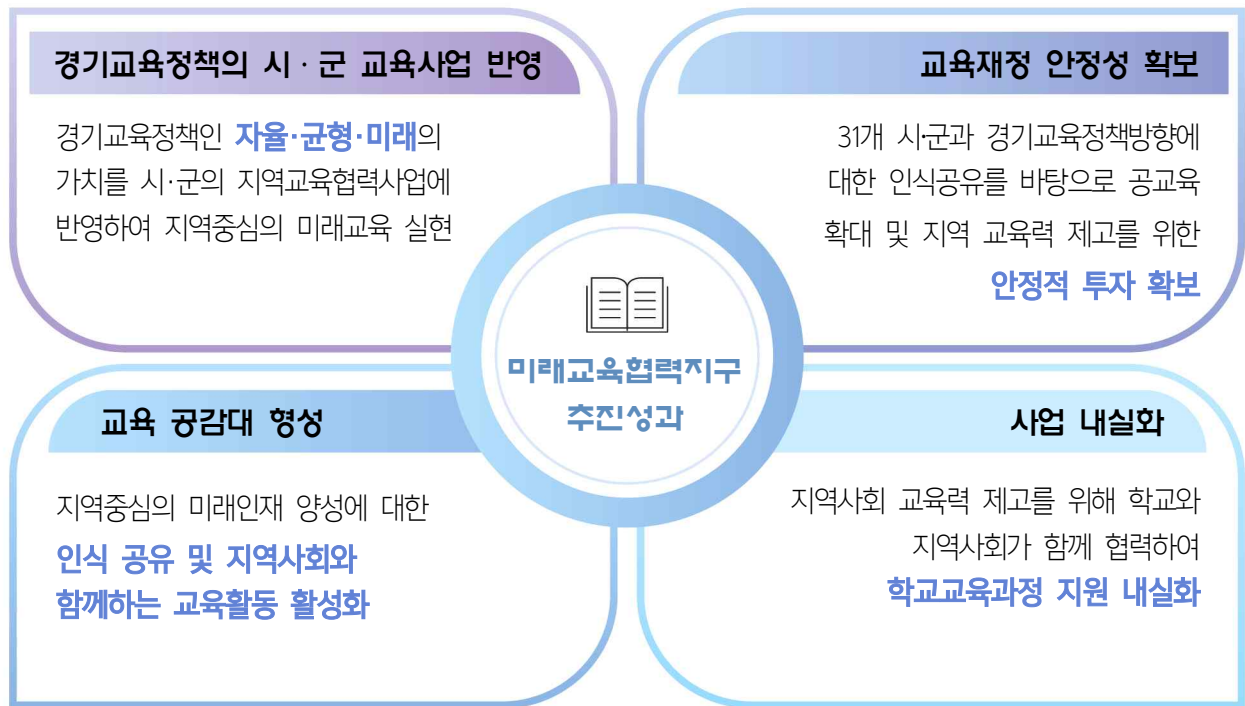 경기교육정책의 시·군 교육사업 반영
경기교육정책인 자율·균형·미래의
가치를 시·군의 지역교육협력사업에
반영하여 지역중심의 미래교육 실현
교육재정 안정성 확보
31개 시·군과 경기교육정책방향에
대한 인식공유를 바탕으로 공교육
확대 및 지역 교육력 제고를 위한
안정적 투자 확보
미래교육협력지구
추진성과
교육 공감대 형성
지역중심의 미래인재 양성에 대한
인식 공유 및 지역사회와
함께하는 교육활동 활성화
사업 내실화
지역사회 교육력 제고를 위해 학교와
지역사회가 함께 협력하여
학교교육과정 지원 내실화